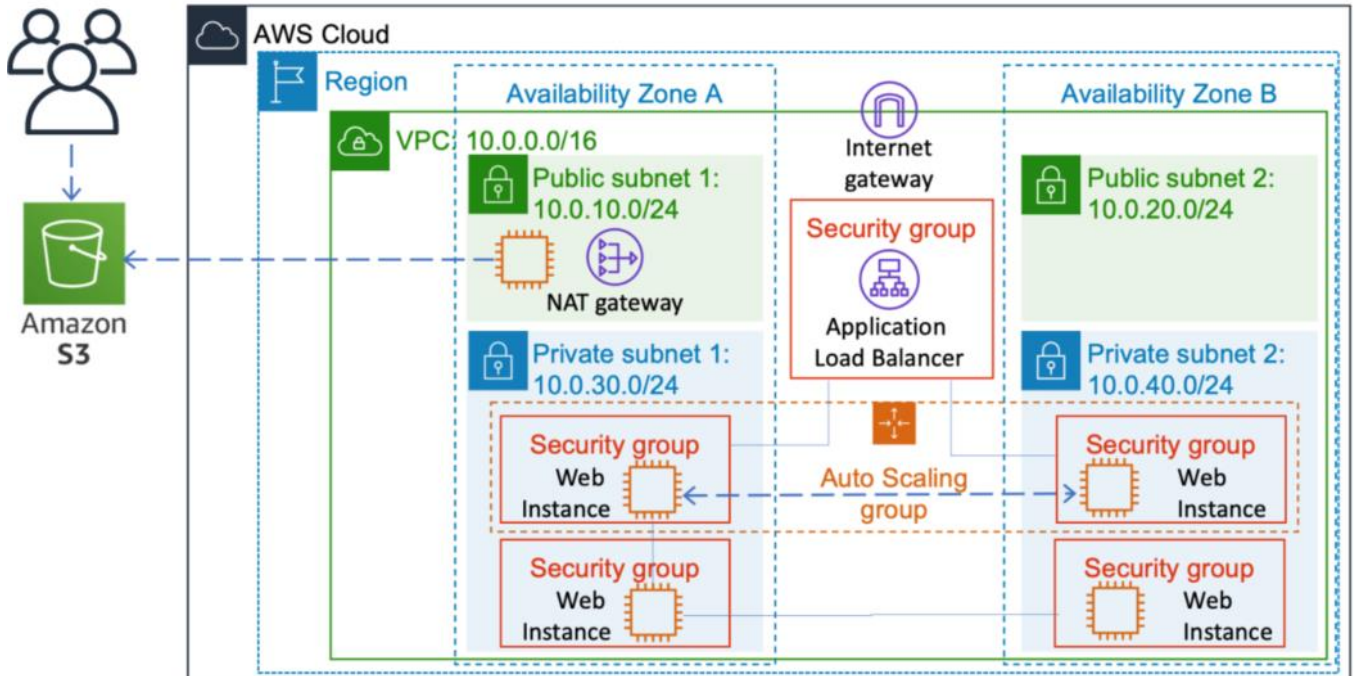 AWS Cloud
Region
Availability Zone A
Availability Zone B
VPC: 10.0.0.0/16
Internet
gateway
Public subnet 1:
10.0.10.0/24
Public subnet 2:
10.0.20.0/24
Security group
NAT gateway
Amazon
S3
Application
Load Balancer
Private subnet 1:
10.0.30.0/24
Private subnet 2:
10.0.40.0/24
Security group
Web
Instance
Auto Scaling
group
Security group
Web
Instance
Security group
Web
Instance
Security group
Web
Instance